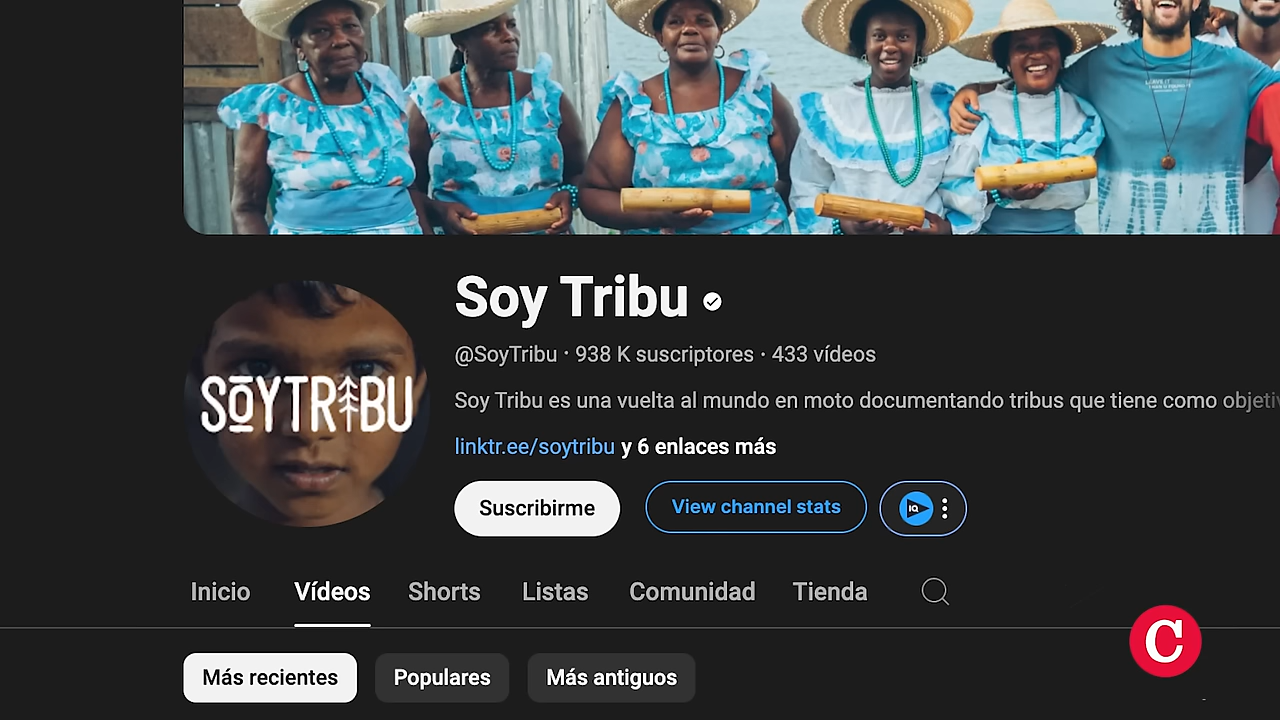 Soy Tribu
@SoyTribu · 938 K suscriptores · 433 vídeos
SŌYTRIBU
Soy Tribu es una vuelta al mundo en moto documentando tribus que tiene como objetiv
linktr.ee/soytribu y 6 enlaces más
Suscribirme
View channel stats
IQ
Inicio
Vídeos
Shorts
Listas
Comunidad
Tienda
C
Más recientes
Populares
Más antiguos